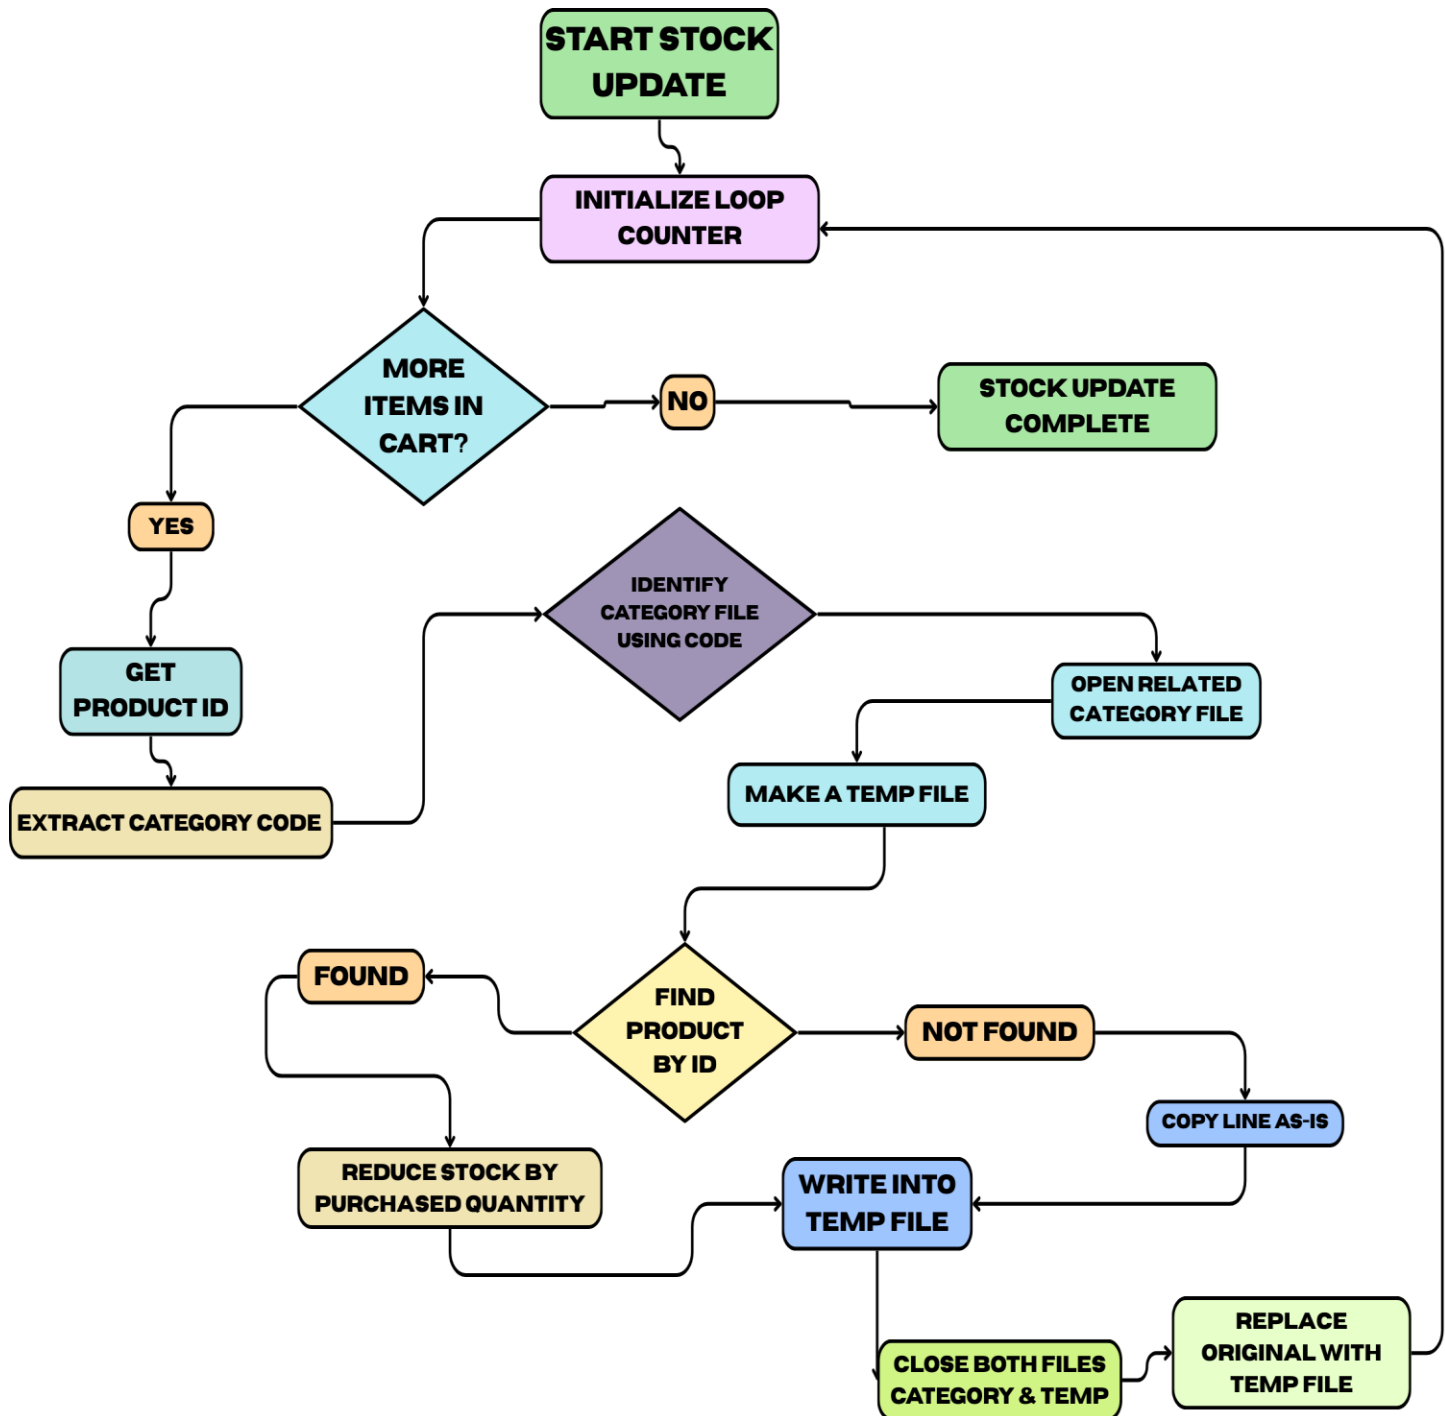 START STOCK
UPDATE
INITIALIZE LOOP
COUNTER
MORE
ITEMS IN
CART?
NO
STOCK UPDATE
COMPLETE
YES
IDENTIFY
CATEGORY FILE
USING CODE
GET
PRODUCT ID
OPEN RELATED
CATEGORY FILE
MAKE A TEMP FILE
EXTRACT CATEGORY CODE
FOUND
FIND
PRODUCT
BY ID
NOT FOUND
COPY LINE AS-IS
REDUCE STOCK BY
PURCHASED QUANTITY
WRITE INTO
TEMP FILE
CLOSE BOTH FILES
CATEGORY & TEMP
REPLACE
ORIGINAL WITH
TEMP FILE